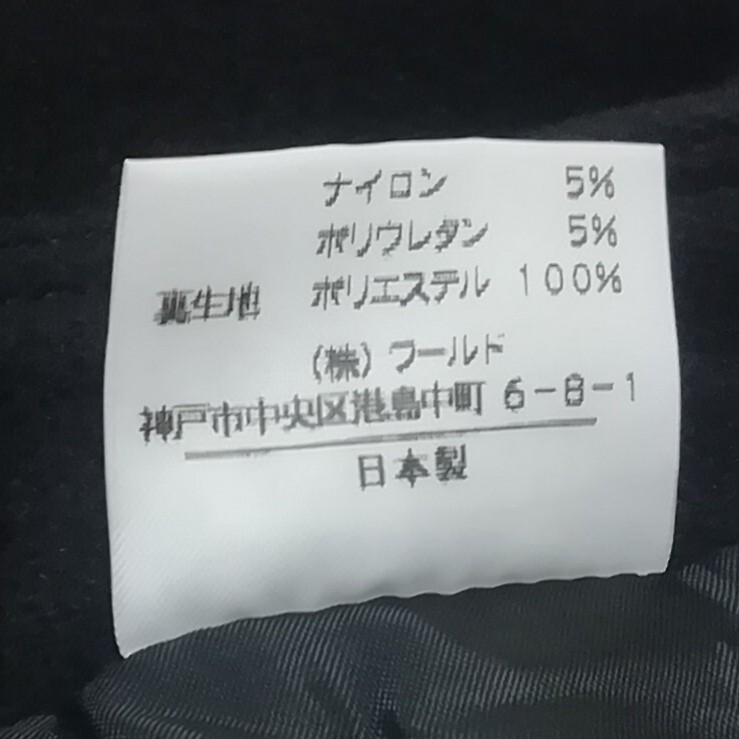 ナイロン 5%
ポリウレタン 5%
裏生地 ポリエステル 100%
(株)ワールド
神戸市中央区港島中町 6-8-1
日本製